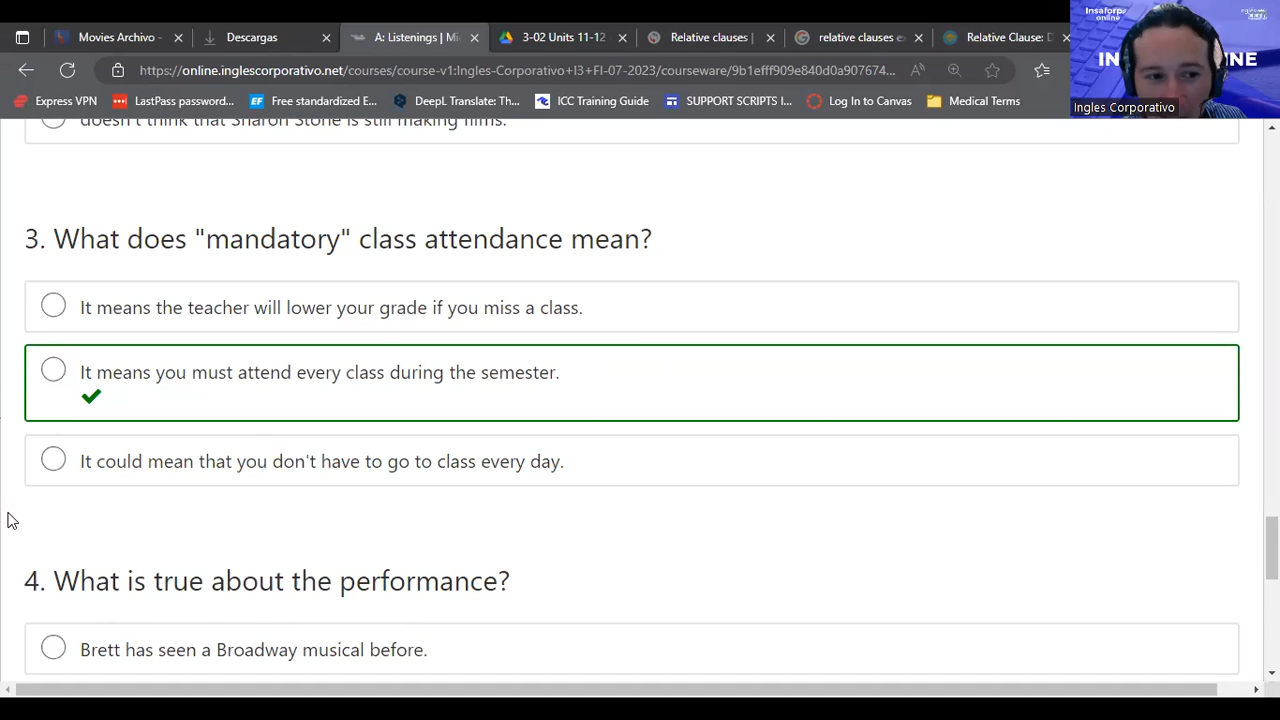 Movies Archivo -
Descargas
A: Listenings | Mi
3-02 Units 11-12
Relative clauses |
relative clauses e
Relative Clause: D
https://online.inglescorporativo.net/courses/course-v1:Ingles-Corporativo+I3+FI-07-2023/courseware/9b1efff909e840d0a907674...
Express VPN
LastPass password...
Free standardized E...
DeepL Translate: Th...
ICC Training Guide
SUPPORT SCRIPTS I...
Log In to Canvas
Medical Terms
Insaforp
online
IN
INE
Ingles Corporativo
doesn't think that Sharon Stone is still making films.
3. What does "mandatory" class attendance mean?
It means the teacher will lower your grade if you miss a class.
It means you must attend every class during the semester.
It could mean that you don't have to go to class every day.
4. What is true about the performance?
Brett has seen a Broadway musical before.